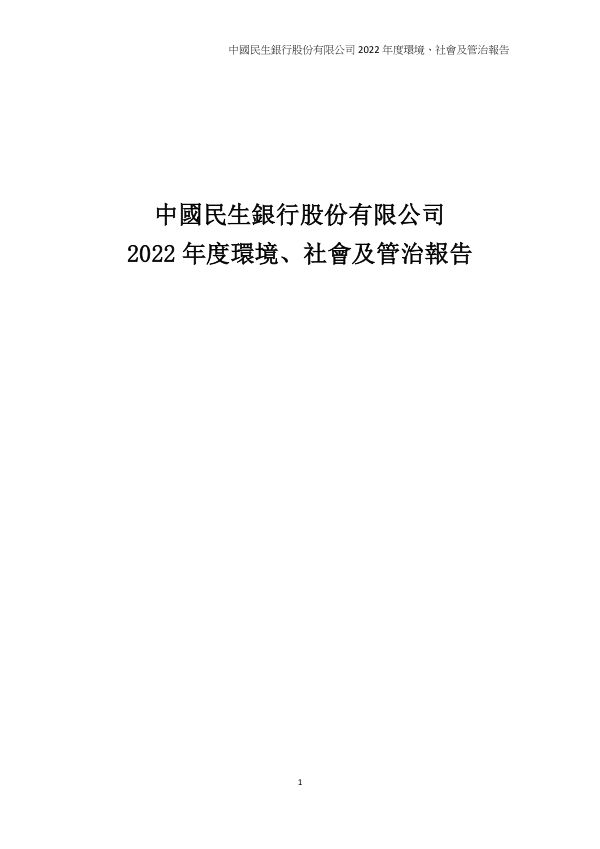 中國民生銀行股份有限公司 2022 年度環境、社會及管治報告
中國民生銀行股份有限公司
2022 年度環境、社會及管治報告
1